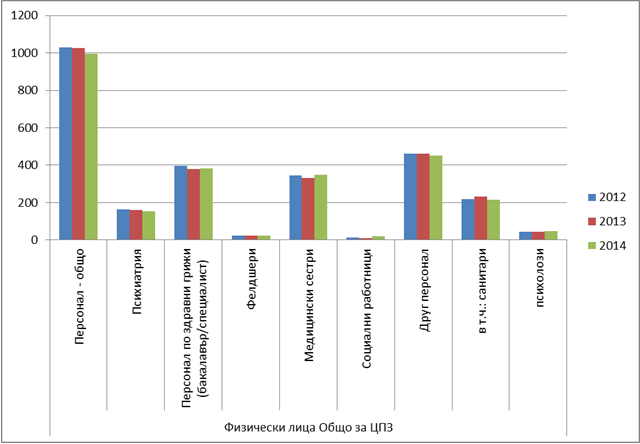 1200
1000
800
600
400
200
0
Персонал - общо
Психиатрия
Персонал по здравни грижи
(бакалавър/специалист)
Фелдшери
Медицински сестри
Социални работници
Друг персонал
в т.ч.: санитари
психолози
Физически лица Общо за ЦПЗ
2012
2013
2014